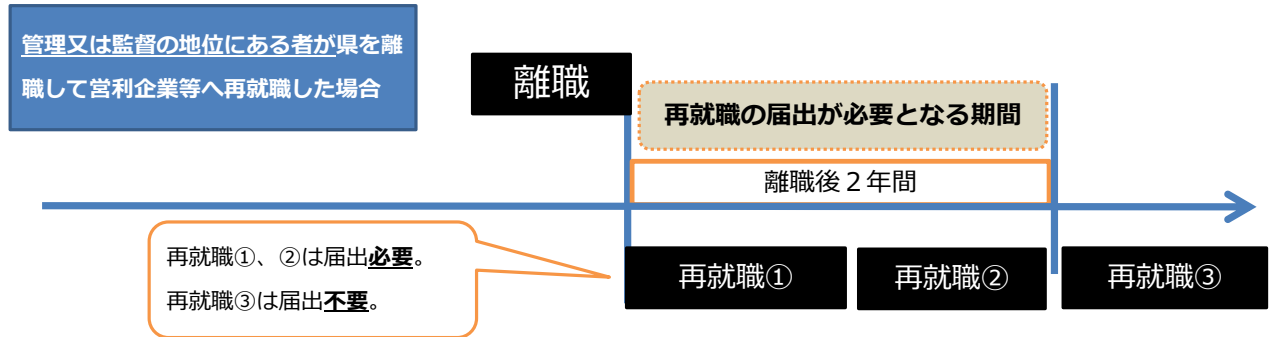 管理又は監督の地位にある者が県を離
職して営利企業等へ再就職した場合
離職
再就職の届出が必要となる期間
離職後２年間
再就職①、②は届出必要。
再就職③は届出不要。
再就職①
再就職②
再就職③